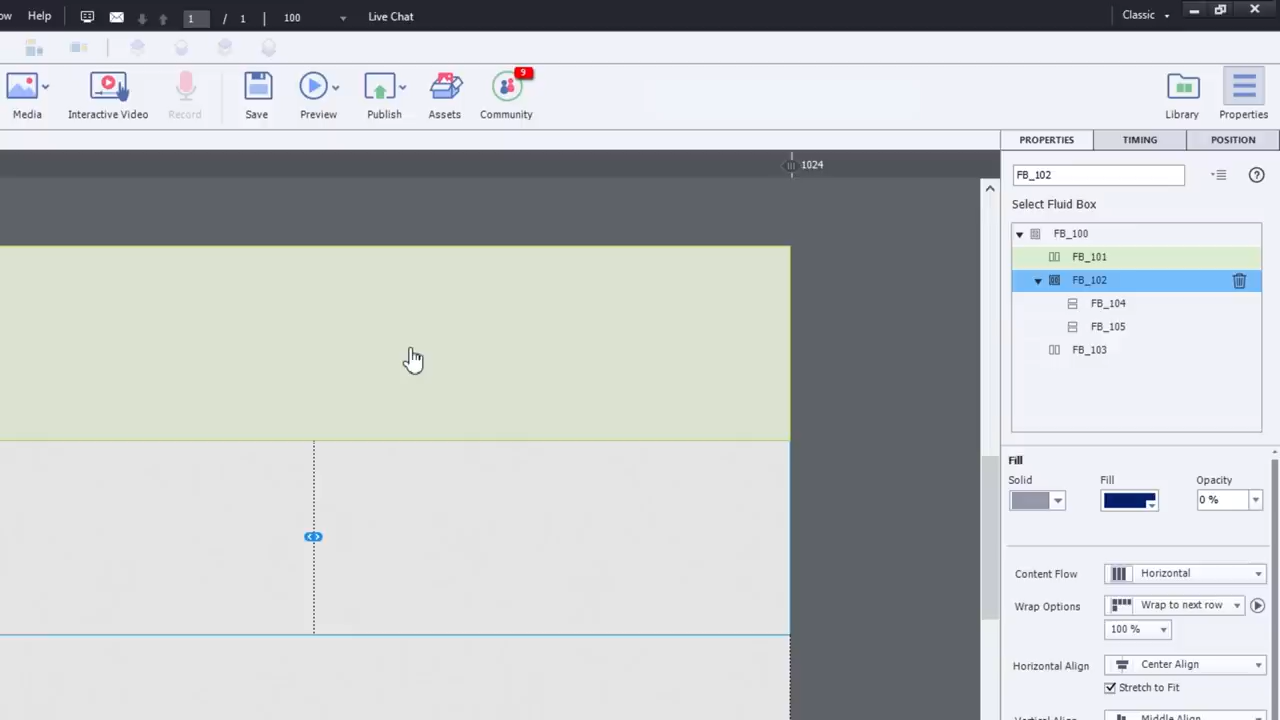 ow Help 1 / 1 100 Live Chat Classic
Media Interactive Video Record Save Preview Publish Assets 9 Community Library Properties
PROPERTIES TIMING POSITION
1024
FB_102
Select Fluid Box
FB_100
FB_101
FB_102
FB_104
FB_105
FB_103
Fill
Solid Fill Opacity
0 %
Content Flow Horizontal
Wrap Options Wrap to next row
100 %
Horizontal Align Center Align
Stretch to Fit
Vertical Align Middle Align